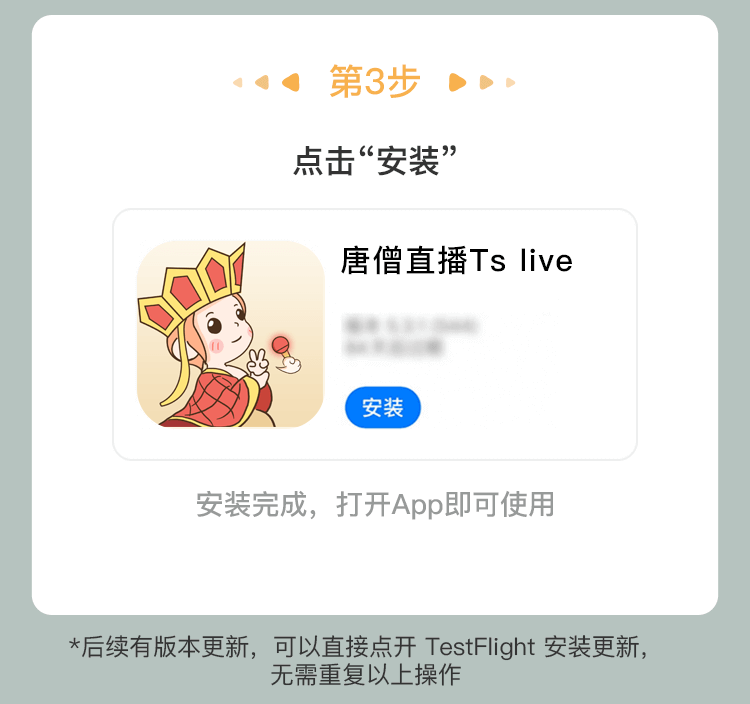 第3步
点击“安装”
唐僧直播Ts live
安装
安装完成，打开App即可使用
*后续有版本更新，可以直接点开 TestFlight 安装更新，
无需重复以上操作